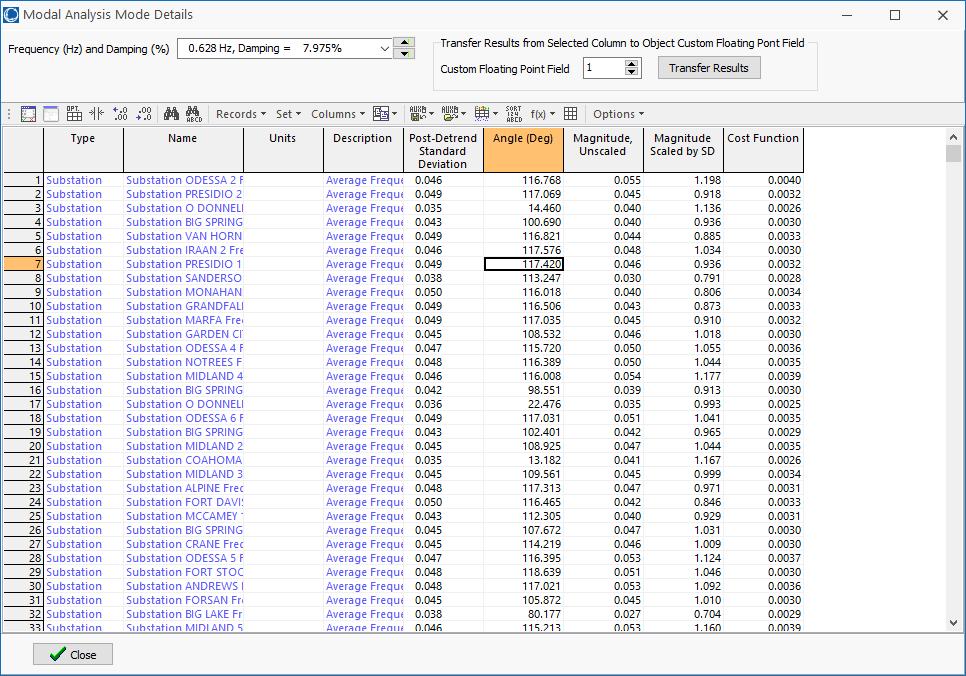 Modal Analysis Mode Details
Frequency (Hz) and Damping (%) 0.628 Hz, Damping = 7.975%
Transfer Results from Selected Column to Object Custom Floating Pont Field
Custom Floating Point Field 1 Transfer Results
Records Set Columns AUXB AUXB SORT 124 ABED f(x) Options
Type Name Units Description Post-Detrend Standard Deviation Angle (Deg) Magnitude, Unscaled Magnitude Scaled by SD Cost Function
1 Substation Substation ODESSA 2 F Average Freque 0.046 116.768 0.055 1.198 0.0040
2 Substation Substation PRESIDIO 2 Average Freque 0.049 117.069 0.045 0.918 0.0032
3 Substation Substation O DONNELL Average Freque 0.035 14.460 0.040 1.136 0.0026
4 Substation Substation BIG SPRING Average Freque 0.043 100.690 0.040 0.936 0.0030
5 Substation Substation VAN HORN Average Freque 0.049 116.821 0.044 0.885 0.0033
6 Substation Substation IRAAN 2 Fre Average Freque 0.046 117.576 0.048 1.034 0.0030
7 Substation Substation PRESIDIO 1 Average Freque 0.049 117.420 0.046 0.936 0.0032
8 Substation Substation SANDERSO Average Freque 0.038 113.247 0.030 0.791 0.0028
9 Substation Substation MONAHAN Average Freque 0.050 116.018 0.040 0.806 0.0034
10 Substation Substation GRANDFALL Average Freque 0.049 116.506 0.043 0.873 0.0033
11 Substation Substation MARFA Fre Average Freque 0.049 117.035 0.045 0.910 0.0032
12 Substation Substation GARDEN CI Average Freque 0.045 108.532 0.046 1.018 0.0030
13 Substation Substation ODESSA 4 F Average Freque 0.047 115.720 0.050 1.055 0.0036
14 Substation Substation NOTREES F Average Freque 0.048 116.389 0.050 1.044 0.0035
15 Substation Substation MIDLAND 4 Average Freque 0.046 116.008 0.054 1.177 0.0039
16 Substation Substation BIG SPRING Average Freque 0.042 98.551 0.039 0.913 0.0030
17 Substation Substation O DONNELL Average Freque 0.036 22.476 0.035 0.993 0.0025
18 Substation Substation ODESSA 6 F Average Freque 0.049 117.031 0.051 1.041 0.0035
19 Substation Substation BIG SPRING Average Freque 0.043 102.401 0.042 0.965 0.0029
20 Substation Substation MIDLAND 2 Average Freque 0.045 108.925 0.047 1.044 0.0035
21 Substation Substation COAHOMA Average Freque 0.035 13.182 0.041 1.167 0.0026
22 Substation Substation MIDLAND 3 Average Freque 0.045 109.561 0.045 0.999 0.0034
23 Substation Substation ALPINE Frec Average Freque 0.048 117.313 0.047 0.971 0.0031
24 Substation Substation FORT DAVI Average Freque 0.050 116.465 0.042 0.846 0.0033
25 Substation Substation MCCAMEY Average Freque 0.043 112.305 0.040 0.929 0.0031
26 Substation Substation BIG SPRING Average Freque 0.045 107.672 0.047 1.031 0.0030
27 Substation Substation CRANE Frec Average Freque 0.045 114.219 0.046 1.009 0.0030
28 Substation Substation ODESSA 5 F Average Freque 0.047 116.395 0.053 1.124 0.0037
29 Substation Substation FORT STOC Average Freque 0.048 118.639 0.051 1.046 0.0030
30 Substation Substation ANDREWS Average Freque 0.048 117.021 0.053 1.092 0.0036
31 Substation Substation FORSAN Fr Average Freque 0.045 105.872 0.045 1.010 0.0030
32 Substation Substation BIG LAKE Fr Average Freque 0.038 80.177 0.027 0.704 0.0029
33 Substation Substation MIDLAND 5 Average Freque 0.046 115.213 0.053 1.160 0.0039
Close